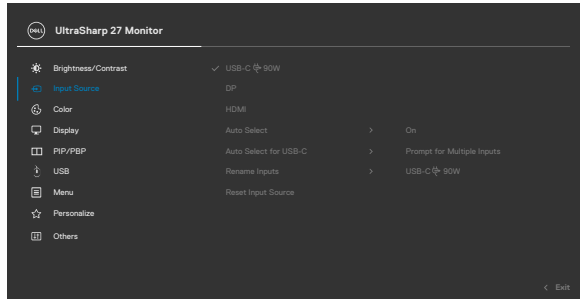 DELL UltraSharp 27 Monitor
Brightness/Contrast ✓ USB-C 90W
Input Source DP
Color HDMI
Display Auto Select > On
PIP/PBP Auto Select for USB-C > Prompt for Multiple Inputs
USB Rename Inputs > USB-C 90W
Menu Reset Input Source
Personalize
Others
< Exit